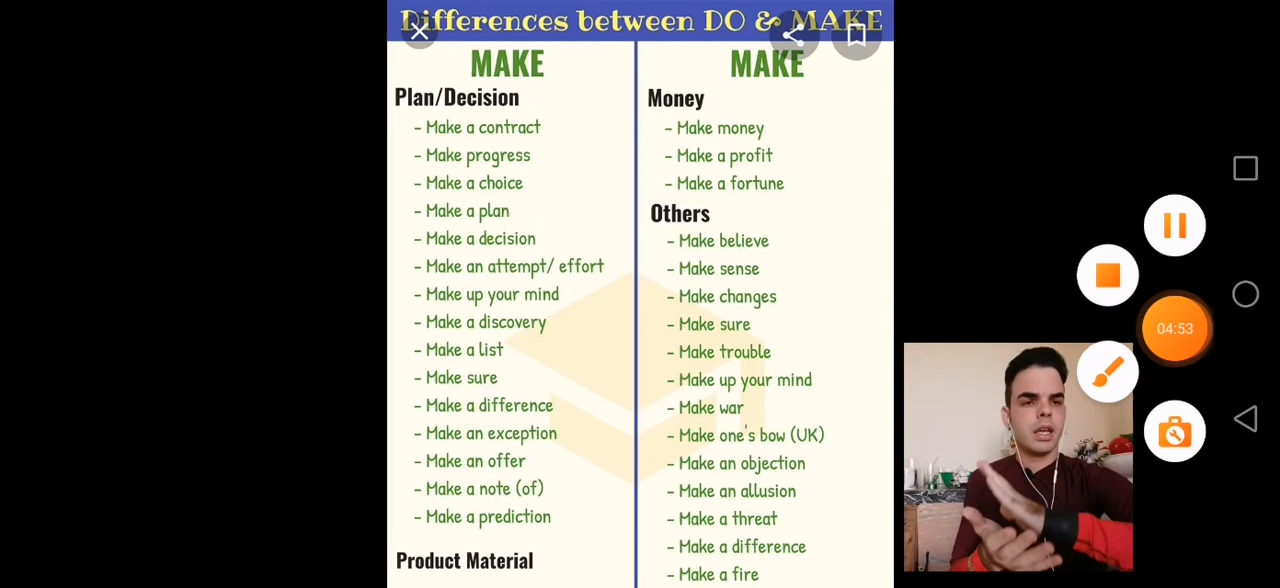 Differences between DO & MAKE
MAKE
Plan/Decision
- Make a contract
- Make progress
- Make a choice
- Make a plan
- Make a decision
- Make an attempt/ effort
- Make up your mind
- Make a discovery
- Make a list
- Make sure
- Make a difference
- Make an exception
- Make an offer
- Make a note (of)
- Make a prediction
Product Material
MAKE
Money
- Make money
- Make a profit
- Make a fortune
Others
- Make believe
- Make sense
- Make changes
- Make sure
- Make trouble
- Make up your mind
- Make war
- Make one's bow (UK)
- Make an objection
- Make an allusion
- Make a threat
- Make a difference
- Make a fire
04:53